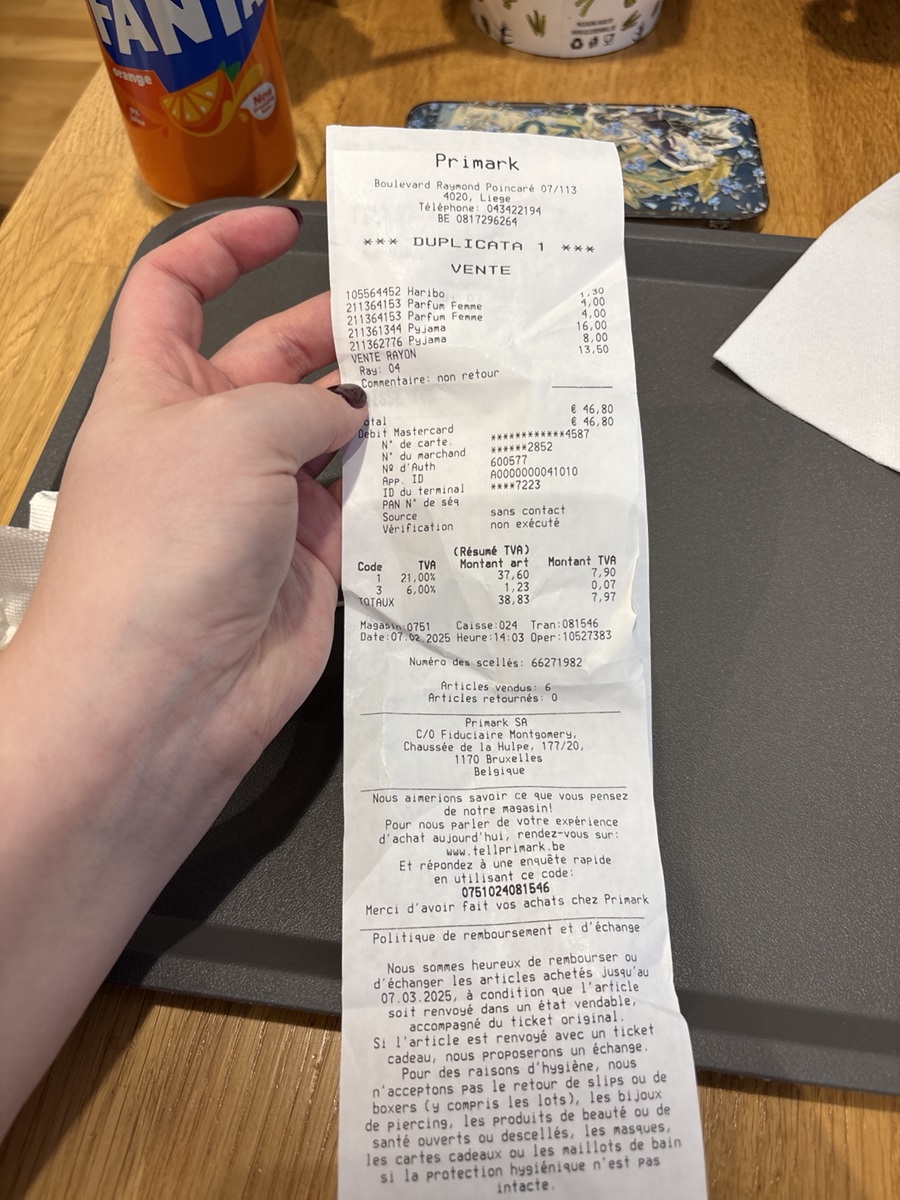 FANTA
orange
New
Primark
Boulevard Raymond Poincaré 07/113
4020, Liege
Téléphone: 043422194
BE 0817296264
*** DUPLICATA 1 ***
VENTE
105564452 Haribo 1,30
211364153 Parfum Femme 4,00
211364153 Parfum Femme 4,00
211361344 Pyjama 16,00
211362776 Pyjama 8,00
VENTE RAYON 13,50
Ray: 04
Commentaire: non retour
otal € 46,80
Débit Mastercard € 46,80
N° de carte. ************4587
N° du marchand ******2852
Nº d'Auth 600577
App. ID A0000000041010
ID du terminal ****7223
PAN N° de séq
Source sans contact
Vérification non exécuté
(Résumé TVA)
Code TVA Montant art Montant TVA
1 21,00% 37,60 7,90
3 6,00% 1,23 0,07
TOTAUX 38,83 7,97
Magasin:0751 Caisse:024 Tran:081546
Date:07.02.2025 Heure:14:03 Oper:10527383
Numéro des scellés: 66271982
Articles vendus: 6
Articles retournés: 0
Primark SA
C/O Fiduciaire Montgomery,
Chaussée de la Hulpe, 177/20,
1170 Bruxelles
Belgique
Nous aimerions savoir ce que vous pensez
de notre magasin!
Pour nous parler de votre expérience
d'achat aujourd'hui, rendez-vous sur:
www.tellprimark.be
Et répondez à une enquête rapide
en utilisant ce code:
0751024081546
Merci d'avoir fait vos achats chez Primark
Politique de remboursement et d'échange
Nous sommes heureux de rembourser ou
d'échanger les articles achetés jusqu'au
07.03.2025, à condition que l'article
soit renvoyé dans un état vendable,
accompagné du ticket original.
Si l'article est renvoyé avec un ticket
cadeau, nous proposerons un échange.
Pour des raisons d'hygiène, nous
n'acceptons pas le retour de slips ou de
boxers (y compris les lots), les bijoux
de piercing, les produits de beauté ou de
santé ouverts ou descellés, les masques,
les cartes cadeaux ou les maillots de bain
si la protection hygiénique n'est pas
intacte.